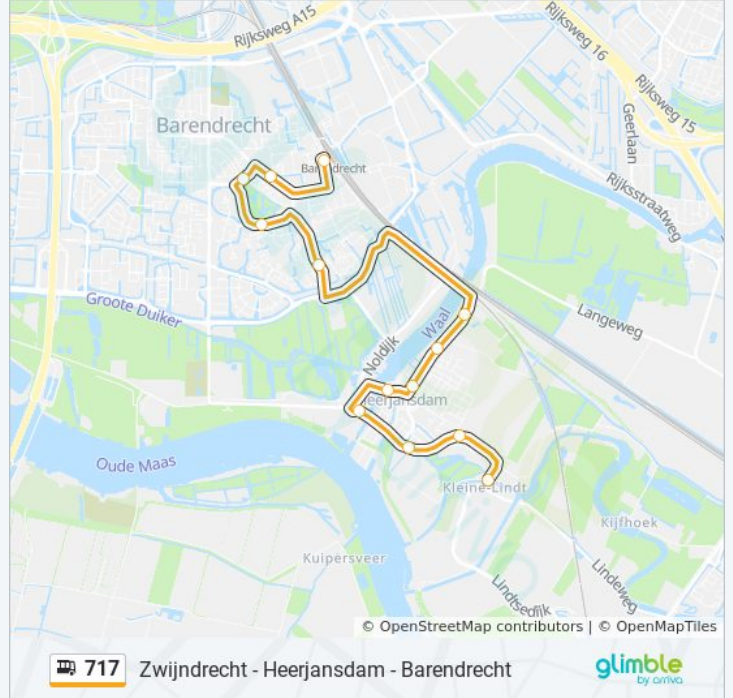 Rijksweg A15
Rijksweg 16
Rijksweg 15
Geerlaan
Barendrecht
Barendrecht
Rijksstraatweg
Groote Duiker
Langeweg
Waal
Noldijk
Heerjansdam
Oude Maas
Kleine-Lindt
Kijfhoek
Kuipersveer
Lindeweg
Lindtsedijk
© OpenStreetMap contributors | © OpenMapTiles
717 Zwijndrecht - Heerjansdam - Barendrecht
glimble
by arriva